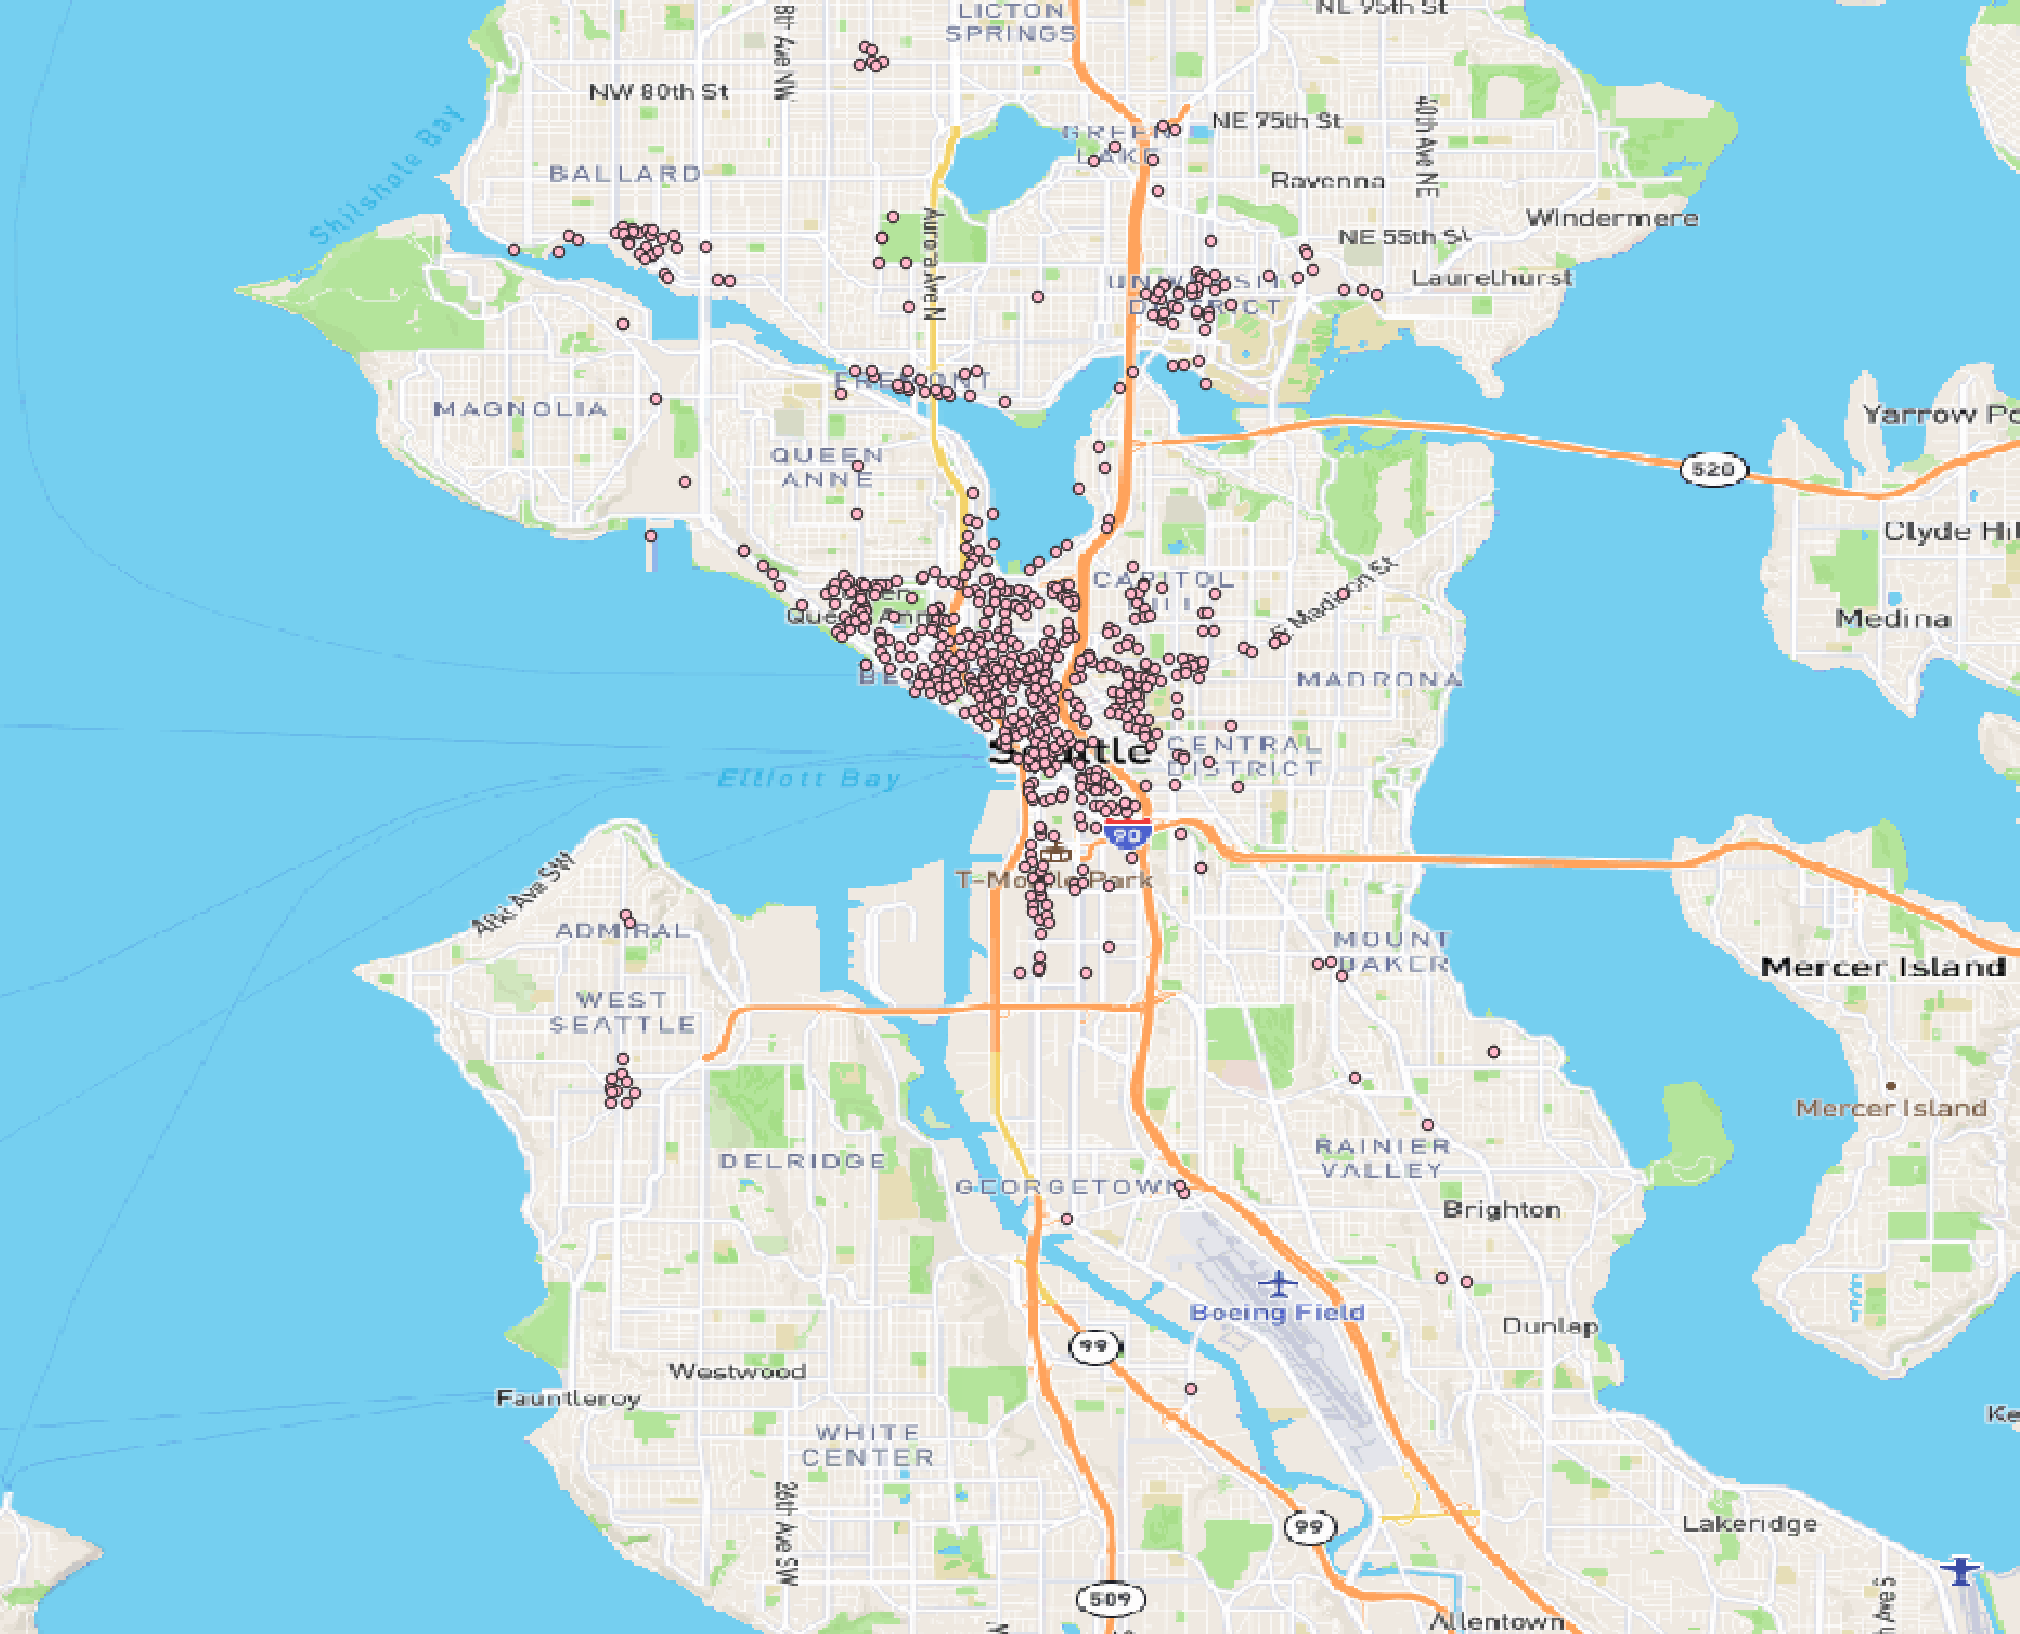 LICTON
SPRINGS
NE 95th St
8th Ave NW
NW 80th St
GREEN
LAKE
NE 75th St
40th Ave NE
Shilshole Bay
BALLARD
Ravenna
Windermere
Aurora Ave N
NE 55th St
Laurelhurst
UNIVERSITY
DISTRICT
FREMONT
MAGNOLIA
Yarrow Po
QUEEN
ANNE
520
Clyde Hil
CAPITOL
HILL
E Madison St
Medina
Queen Anne
MADRONA
Seattle
CENTRAL
DISTRICT
Elliott Bay
90
T-Mobile Park
Alki Ave SW
ADMIRAL
MOUNT
BAKER
Mercer Island
WEST
SEATTLE
Mercer Island
RAINIER
VALLEY
DELRIDGE
GEORGETOWN
Brighton
Boeing Field
Dunlap
99
Westwood
Fauntleroy
Ke
WHITE
CENTER
26th Ave SW
99
Lakeridge
509
Allentown